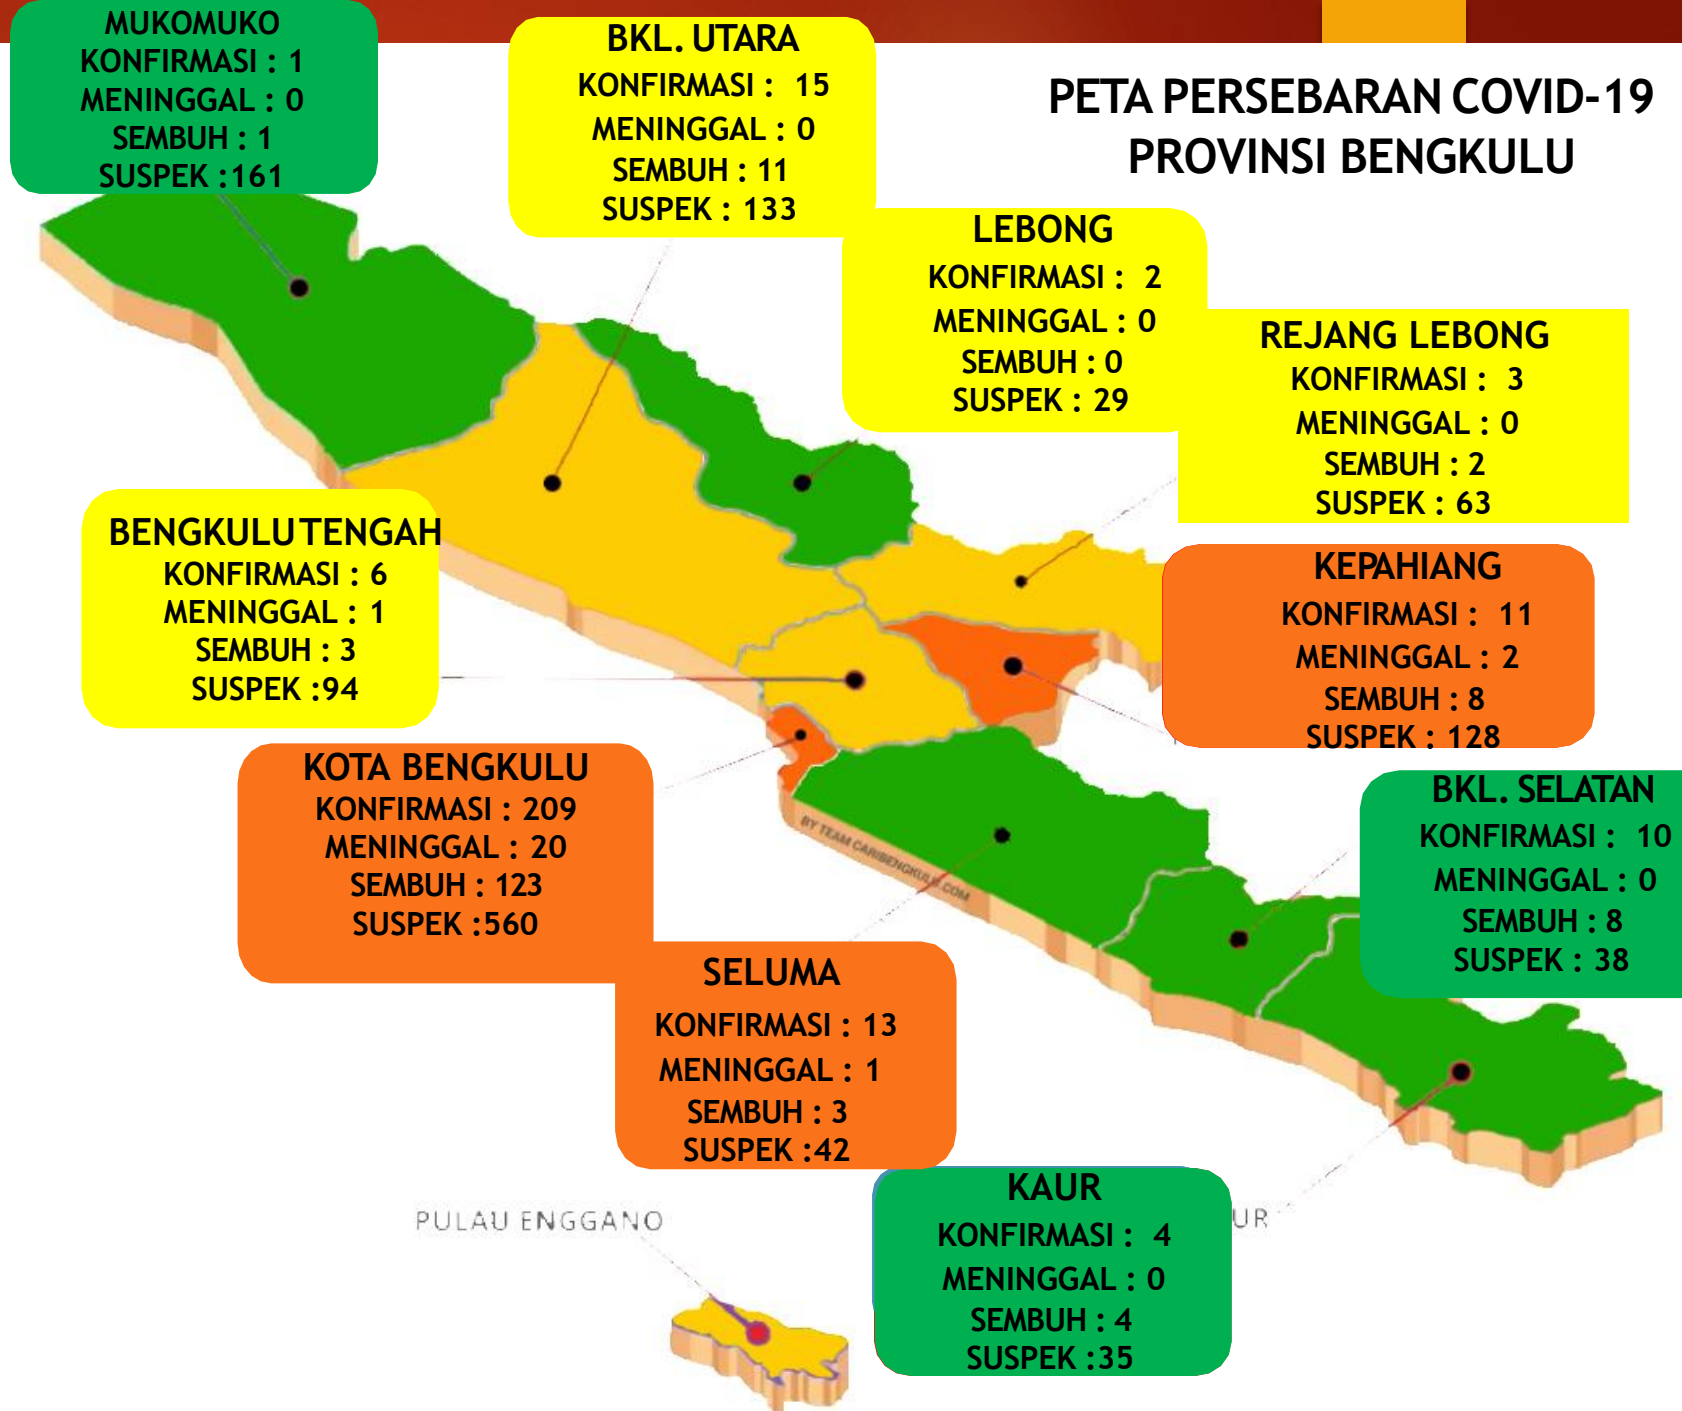 MUKOMUKO
KONFIRMASI : 1
MENINGGAL : 0
SEMBUH : 1
SUSPEK :161
BKL. UTARA
KONFIRMASI : 15
MENINGGAL : 0
SEMBUH : 11
SUSPEK : 133
PETA PERSEBARAN COVID-19
PROVINSI BENGKULU
LEBONG
KONFIRMASI : 2
MENINGGAL : 0
SEMBUH : 0
SUSPEK : 29
REJANG LEBONG
KONFIRMASI : 3
MENINGGAL : 0
SEMBUH : 2
SUSPEK : 63
BENGKULU TENGAH
KONFIRMASI : 6
MENINGGAL : 1
SEMBUH : 3
SUSPEK :94
KEPAHIANG
KONFIRMASI : 11
MENINGGAL : 2
SEMBUH : 8
SUSPEK : 128
KOTA BENGKULU
KONFIRMASI : 209
MENINGGAL : 20
SEMBUH : 123
SUSPEK :560
BKL. SELATAN
KONFIRMASI : 10
MENINGGAL : 0
SEMBUH : 8
SUSPEK : 38
BY TEAM CARIBENGKULU.COM
SELUMA
KONFIRMASI : 13
MENINGGAL : 1
SEMBUH : 3
SUSPEK :42
KAUR
KONFIRMASI : 4
MENINGGAL : 0
SEMBUH : 4
SUSPEK :35
PULAU ENGGANO
UR